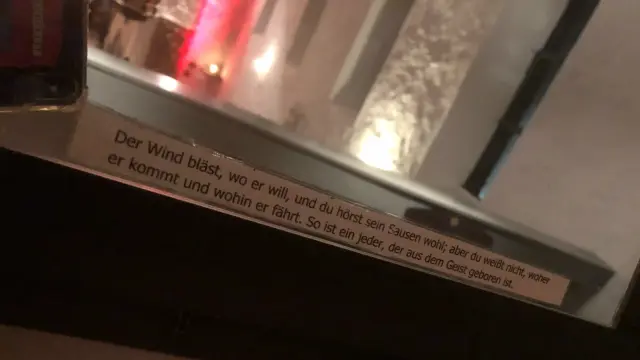 Der Wind bläst, wo er will, und du hörst sein Sausen wohl; aber du weißt nicht, woher
er kommt und wohin er fährt. So ist ein jeder, der aus dem Geist geboren ist.